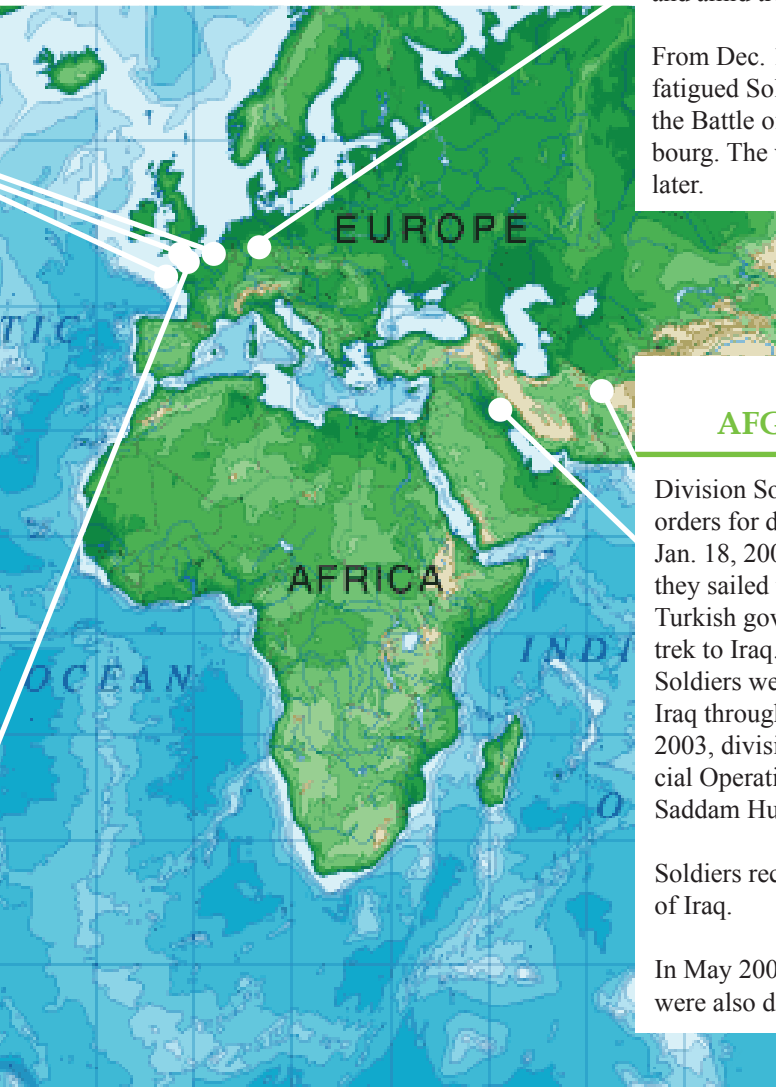 From Dec. 1
fatigued Sol
the Battle of
bourg. The
later.
EUROPE
TIC
AFG
Division So
orders for d
Jan. 18, 200
they sailed
Turkish gov
trek to Iraq.
Soldiers we
Iraq through
2003, divisi
cial Operati
Saddam Hu
Soldiers rec
of Iraq.
In May 200
were also d
AFRICA
INDI
OCEAN
O